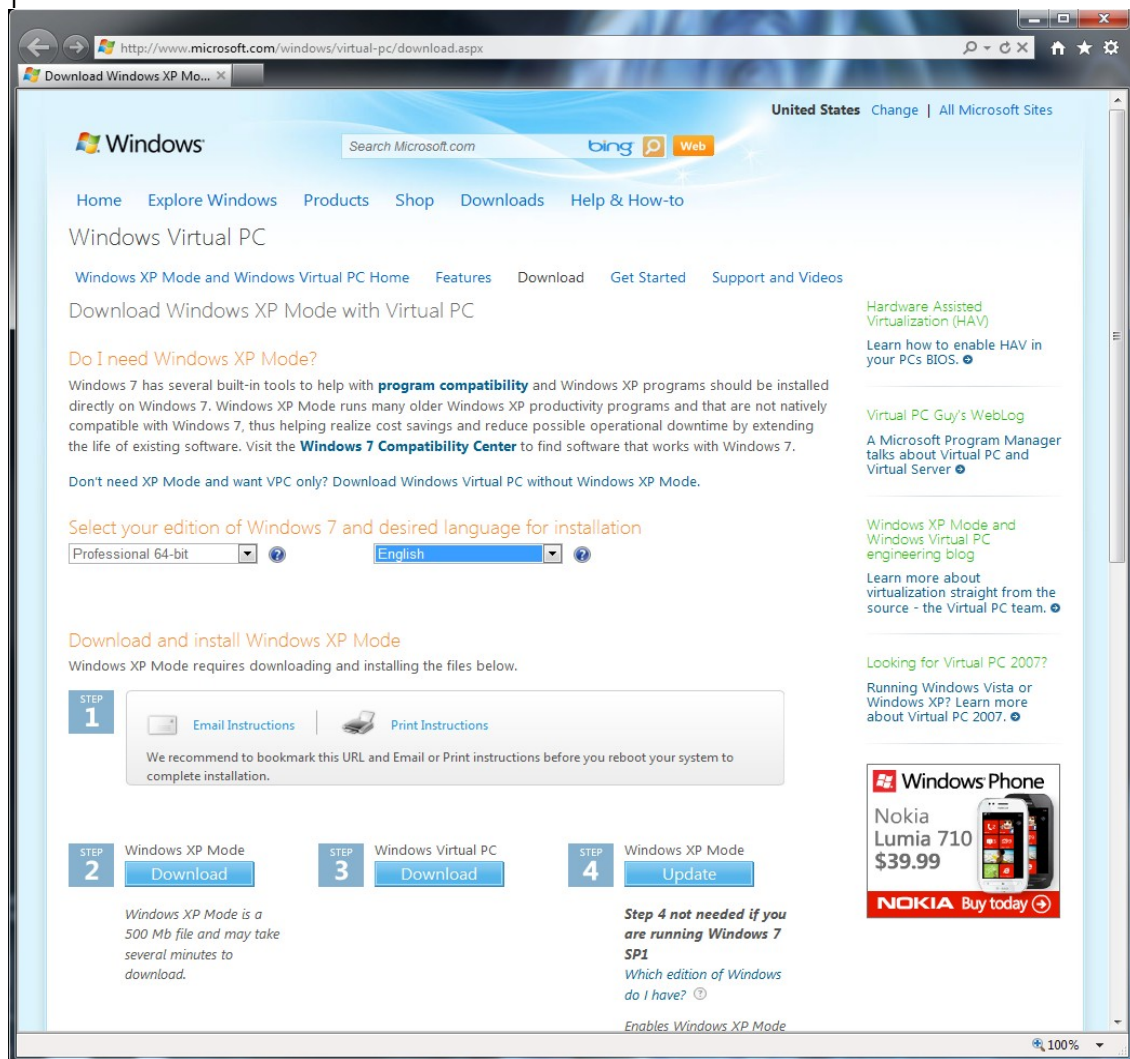 http://www.microsoft.com/windows/virtual-pc/download.aspx
Download Windows XP Mo...
United States Change | All Microsoft Sites
Windows
Search Microsoft.com bing Web
Home Explore Windows Products Shop Downloads Help & How-to
Windows Virtual PC
Windows XP Mode and Windows Virtual PC Home Features Download Get Started Support and Videos
Download Windows XP Mode with Virtual PC
Do I need Windows XP Mode?
Windows 7 has several built-in tools to help with program compatibility and Windows XP programs should be installed
directly on Windows 7. Windows XP Mode runs many older Windows XP productivity programs and that are not natively
compatible with Windows 7, thus helping realize cost savings and reduce possible operational downtime by extending
the life of existing software. Visit the Windows 7 Compatibility Center to find software that works with Windows 7.
Don't need XP Mode and want VPC only? Download Windows Virtual PC without Windows XP Mode.
Select your edition of Windows 7 and desired language for installation
Professional 64-bit English
Download and install Windows XP Mode
Windows XP Mode requires downloading and installing the files below.
STEP
1
Email Instructions Print Instructions
We recommend to bookmark this URL and Email or Print instructions before you reboot your system to
complete installation.
STEP
2
Windows XP Mode
Download
Windows XP Mode is a
500 Mb file and may take
several minutes to
download.
STEP
3
Windows Virtual PC
Download
STEP
4
Windows XP Mode
Update
Step 4 not needed if you
are running Windows 7
SP1
Which edition of Windows
do I have?
Enables Windows XP Mode
Hardware Assisted
Virtualization (HAV)
Learn how to enable HAV in
your PCs BIOS.
Virtual PC Guy's WebLog
A Microsoft Program Manager
talks about Virtual PC and
Virtual Server
Windows XP Mode and
Windows Virtual PC
engineering blog
Learn more about
virtualization straight from the
source - the Virtual PC team.
Looking for Virtual PC 2007?
Running Windows Vista or
Windows XP? Learn more
about Virtual PC 2007.
Windows Phone
Nokia
Lumia 710
$39.99
NOKIA Buy today
100%